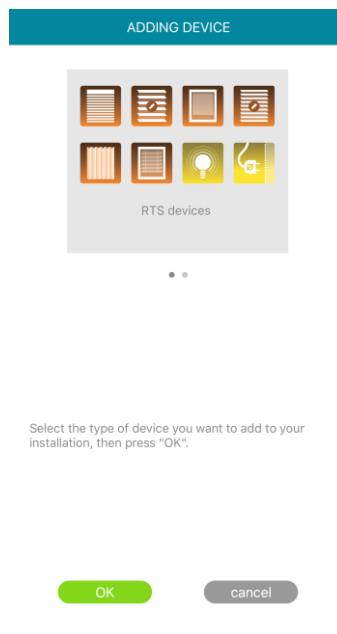 ADDING DEVICE
RTS devices
Select the type of device you want to add to your
installation, then press "OK".
OK
cancel